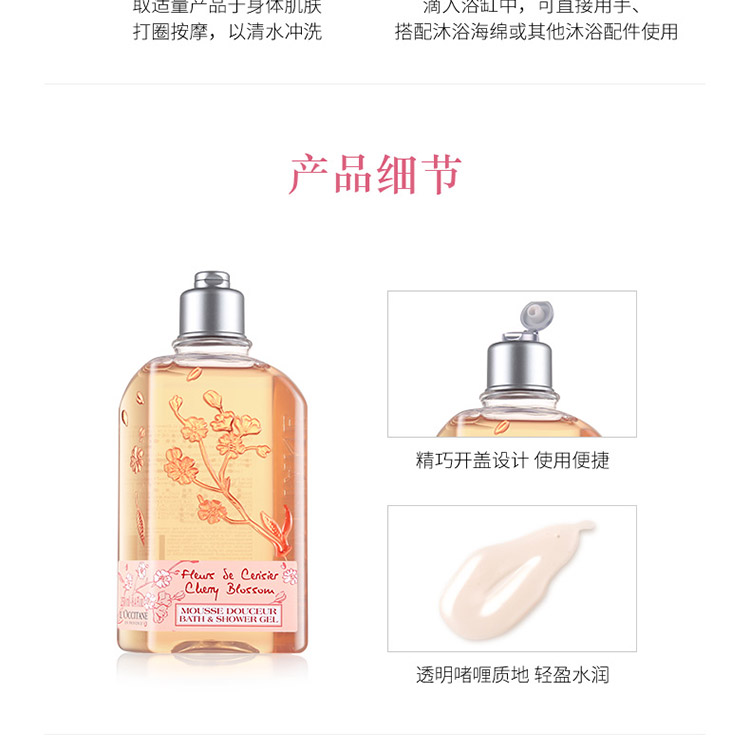 取适量产品于身体肌肤
打圈按摩，以清水冲洗
滴入浴缸中，可直接用手、
搭配沐浴海绵或其他沐浴配件使用
产品细节
Fleurs de Cerisier
Cherry Blossom
L'OCCITANE
MOUSSE DOUCEUR
BATH & SHOWER GEL
精巧开盖设计 使用便捷
透明啫喱质地 轻盈水润